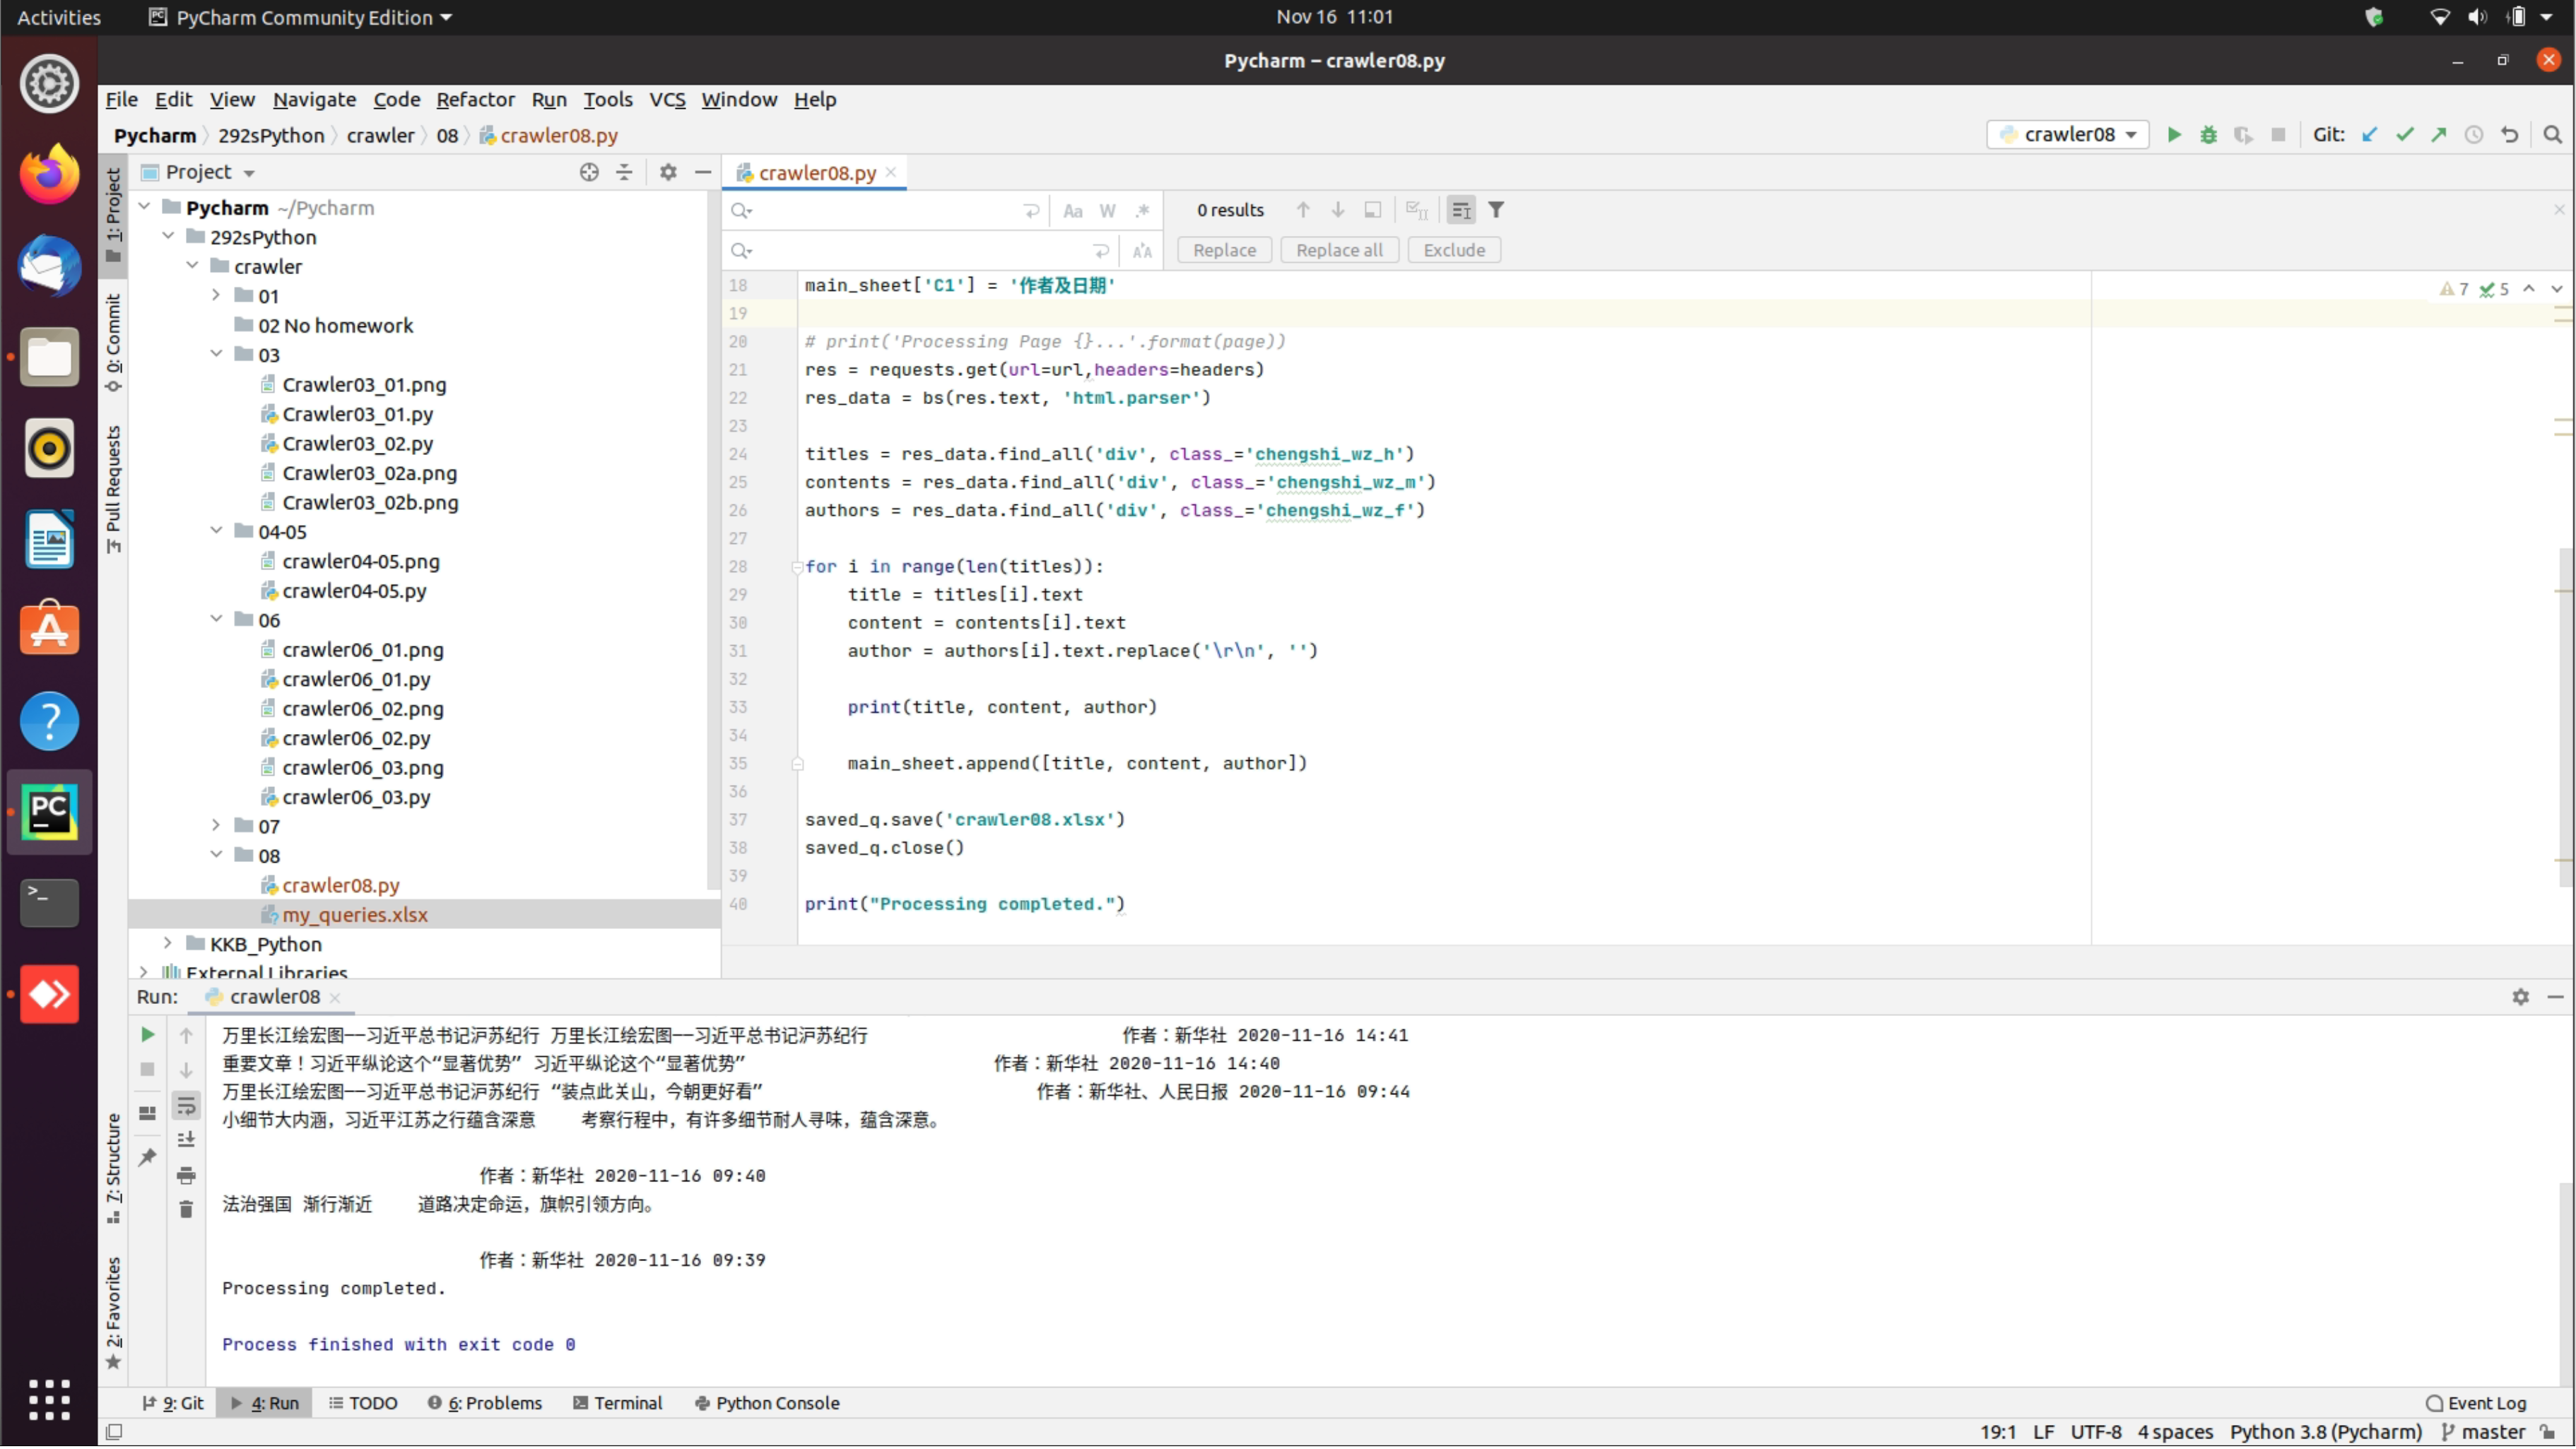 Activities PyCharm Community Edition Nov 16 11:01
Pycharm – crawler08.py
File Edit View Navigate Code Refactor Run Tools VCS Window Help
Pycharm 292sPython crawler 08 crawler08.py crawler08 Git:
Project crawler08.py
Aa W .* 0 results
Replace Replace all Exclude
1: Project
0: Commit
Pull Requests
7: Structure
2: Favorites
Pycharm ~/Pycharm
292sPython
crawler
01
02 No homework
03
Crawler03_01.png
Crawler03_01.py
Crawler03_02.py
Crawler03_02a.png
Crawler03_02b.png
04-05
crawler04-05.png
crawler04-05.py
06
crawler06_01.png
crawler06_01.py
crawler06_02.png
crawler06_02.py
crawler06_03.png
crawler06_03.py
07
08
crawler08.py
my_queries.xlsx
KKB_Python
External Libraries
7 5
18 main_sheet['C1'] = '作者及日期'
19
20 # print('Processing Page {}...'.format(page))
21 res = requests.get(url=url,headers=headers)
22 res_data = bs(res.text, 'html.parser')
23
24 titles = res_data.find_all('div', class_='chengshi_wz_h')
25 contents = res_data.find_all('div', class_='chengshi_wz_m')
26 authors = res_data.find_all('div', class_='chengshi_wz_f')
27
28 for i in range(len(titles)):
29 title = titles[i].text
30 content = contents[i].text
31 author = authors[i].text.replace('\r\n', '')
32
33 print(title, content, author)
34
35 main_sheet.append([title, content, author])
36
37 saved_q.save('crawler08.xlsx')
38 saved_q.close()
39
40 print("Processing completed.")
Run: crawler08
万里长江绘宏图——习近平总书记沪苏纪行 万里长江绘宏图——习近平总书记沪苏纪行 作者：新华社 2020-11-16 14:41
重要文章！习近平纵论这个“显著优势” 习近平纵论这个“显著优势” 作者：新华社 2020-11-16 14:40
万里长江绘宏图——习近平总书记沪苏纪行 “装点此关山，今朝更好看” 作者：新华社、人民日报 2020-11-16 09:44
小细节大内涵，习近平江苏之行蕴含深意 考察行程中，有许多细节耐人寻味，蕴含深意。
作者：新华社 2020-11-16 09:40
法治强国 渐行渐近 道路决定命运，旗帜引领方向。
作者：新华社 2020-11-16 09:39
Processing completed.
Process finished with exit code 0
9: Git 4: Run TODO 6: Problems Terminal Python Console Event Log
19:1 LF UTF-8 4 spaces Python 3.8 (Pycharm) master